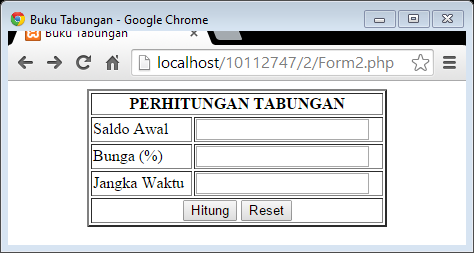 Buku Tabungan - Google Chrome
Buku Tabungan
localhost/10112747/2/Form2.php
PERHITUNGAN TABUNGAN
Saldo Awal
Bunga (%)
Jangka Waktu
Hitung Reset